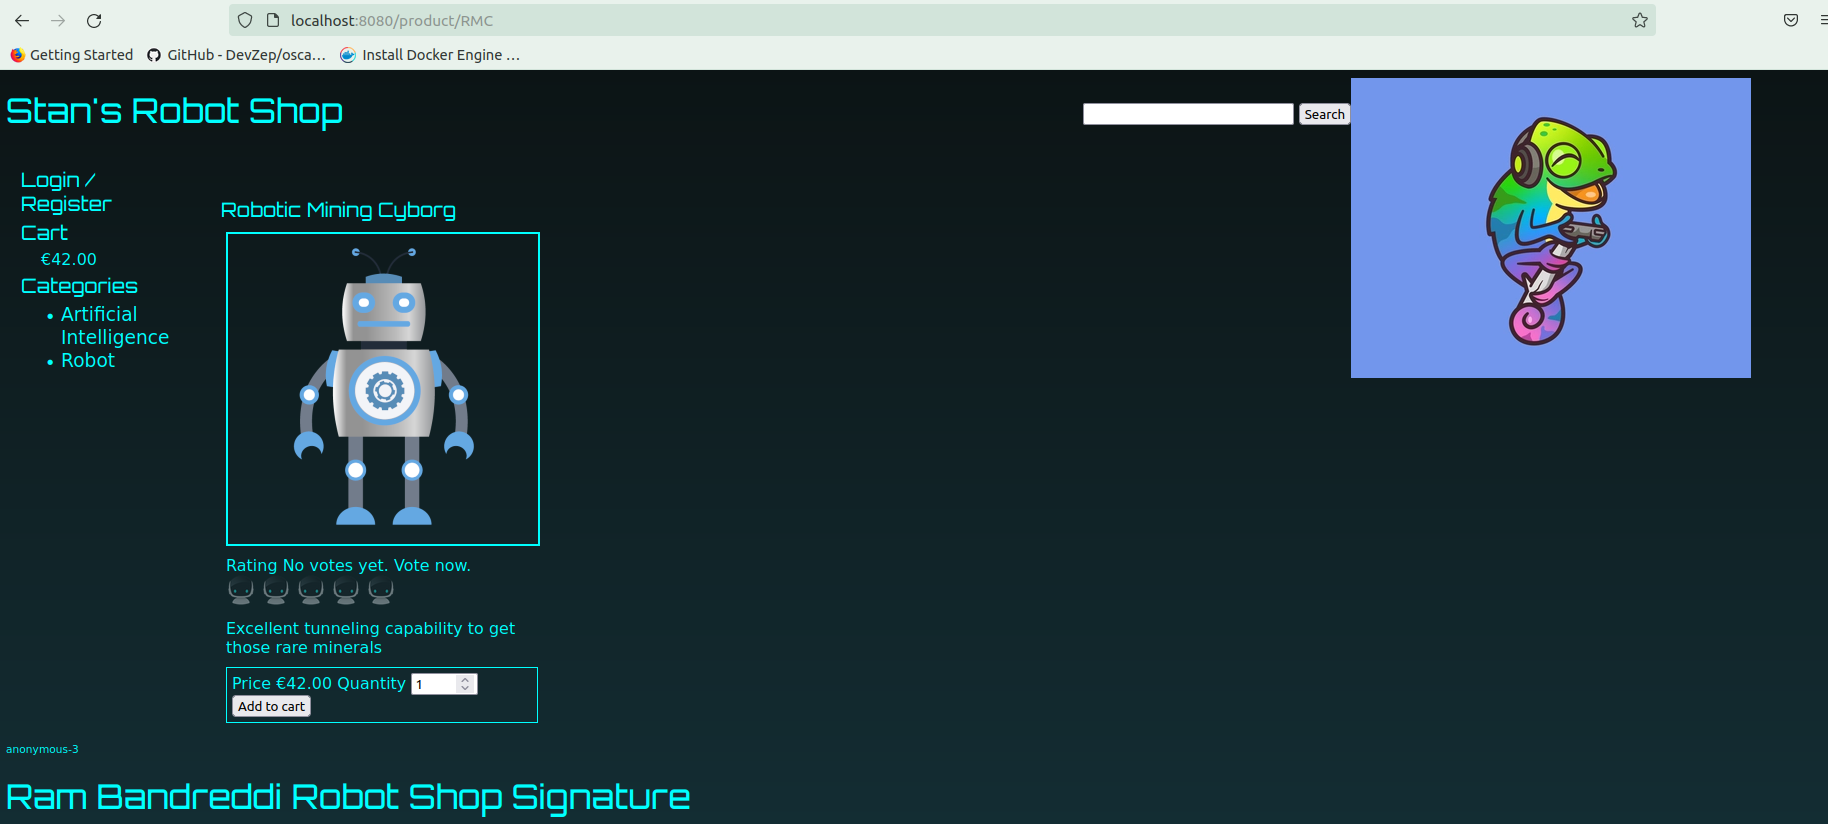 localhost:8080/product/RMC
Getting Started
GitHub - DevZep/osca...
Install Docker Engine ...
Stan's Robot Shop
Search
Login /
Register
Cart
€42.00
Categories
• Artificial
Intelligence
• Robot
Robotic Mining Cyborg
Rating No votes yet. Vote now.
Excellent tunneling capability to get
those rare minerals
Price €42.00 Quantity 1
Add to cart
anonymous-3
Ram Bandreddi Robot Shop Signature